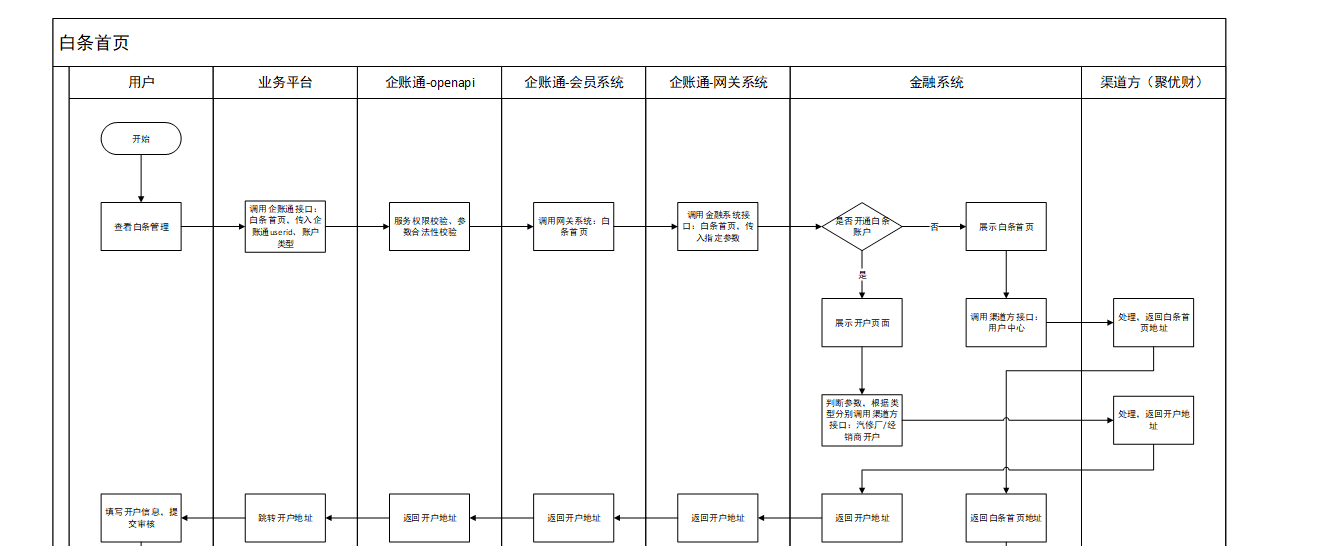 白条首页
用户
业务平台
企账通-openapi
企账通-会员系统
企账通-网关系统
金融系统
渠道方（聚优财）
开始
查看白条管理
调用企账通接口：
白条首页，传入企
账通userid、账户
类型
服务权限校验、参
数合法性校验
调用网关系统：白
条首页
调用金融系统接
口：白条首页，传
入指定参数
是否开通白条
账户
否
展示白条首页
是
展示开户页面
调用渠道方接口：
用户中心
处理，返回白条首
页地址
判断参数，根据类
型分别调用渠道方
接口：汽修厂/经
销商开户
处理，返回开户地
址
填写开户信息，提
交审核
跳转开户地址
返回开户地址
返回开户地址
返回开户地址
返回开户地址
返回白条首页地址